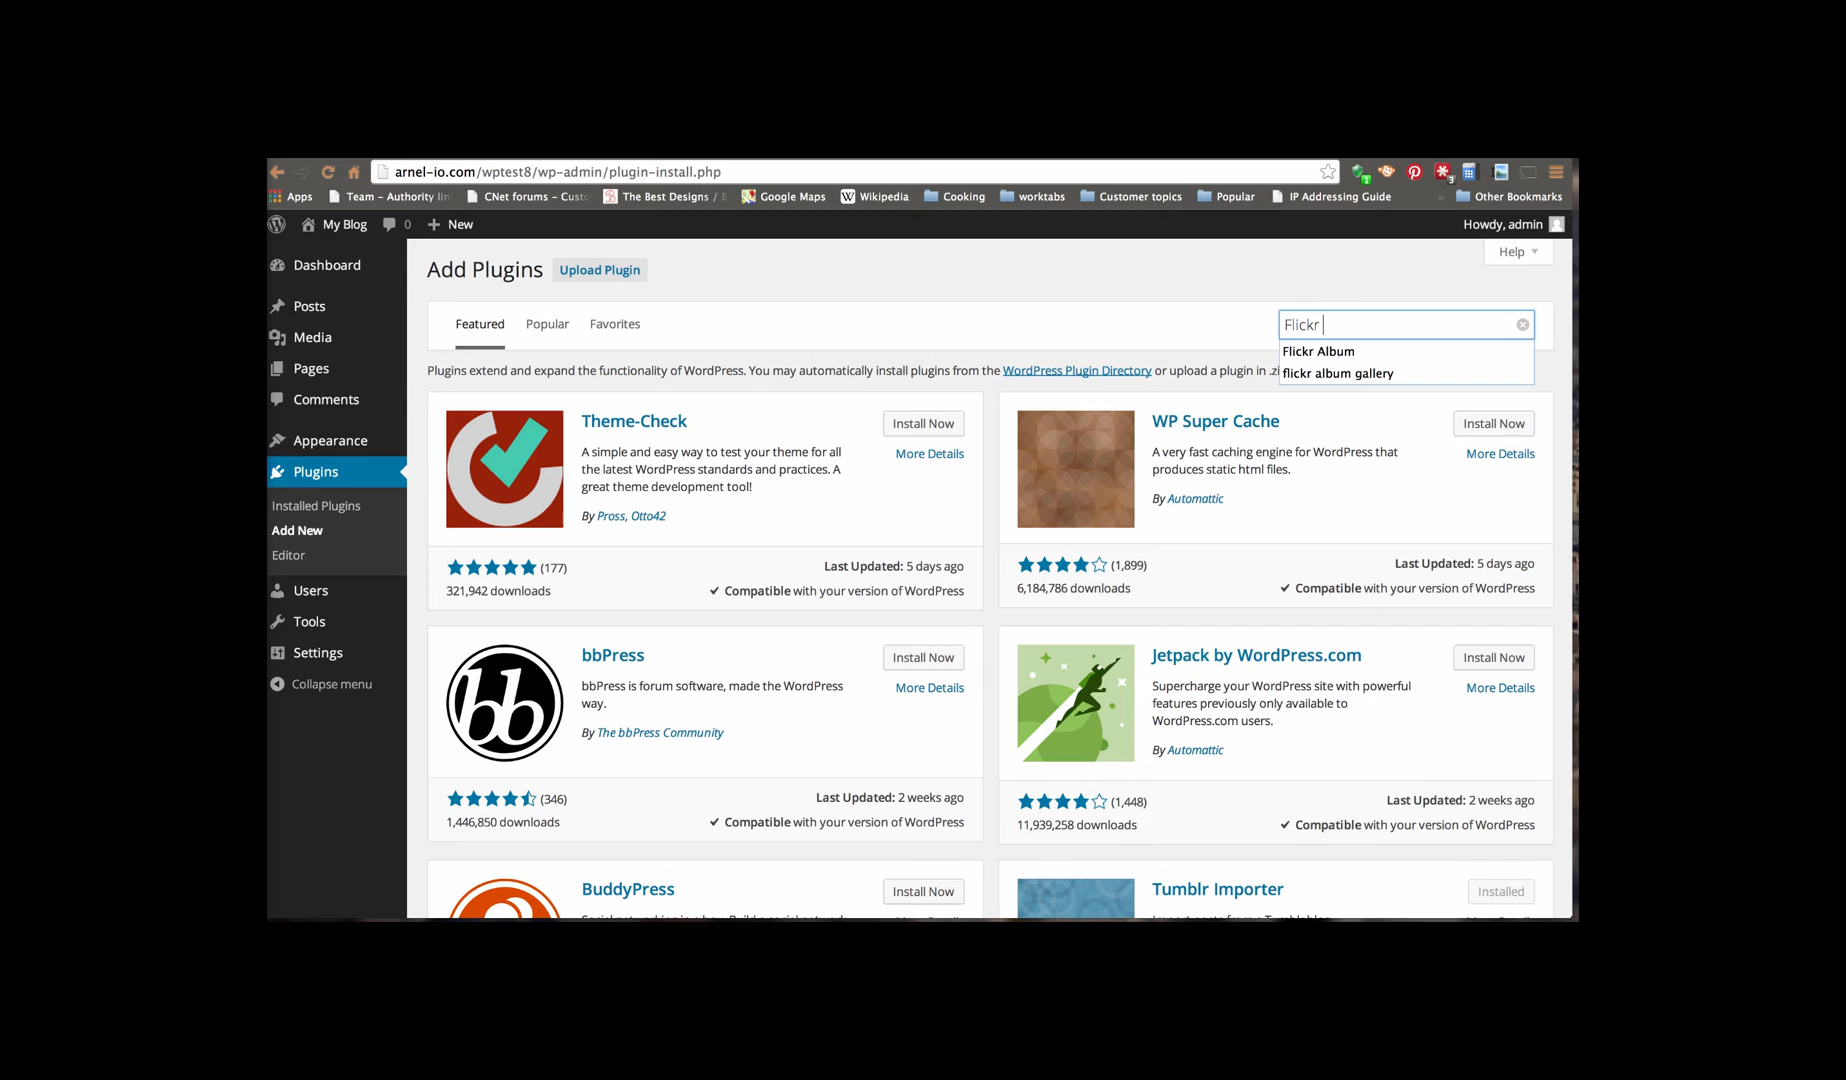 arnel-io.com/wptest8/wp-admin/plugin-install.php
Apps Team - Authority lin CNet forums - Custo The Best Designs / B Google Maps Wikipedia Cooking worktabs Customer topics Popular IP Addressing Guide » Other Bookmarks
My Blog 0 New Howdy, admin
Help
Dashboard
Posts
Media
Pages
Comments
Appearance
Plugins
Installed Plugins
Add New
Editor
Users
Tools
Settings
Collapse menu
Add Plugins Upload Plugin
Featured Popular Favorites
Flickr
Flickr Album
flickr album gallery
Plugins extend and expand the functionality of WordPress. You may automatically install plugins from the WordPress Plugin Directory or upload a plugin in .zi
Theme-Check
Install Now
More Details
A simple and easy way to test your theme for all
the latest WordPress standards and practices. A
great theme development tool!
By Pross, Otto42
(177)
321,942 downloads
Last Updated: 5 days ago
Compatible with your version of WordPress
WP Super Cache
Install Now
More Details
A very fast caching engine for WordPress that
produces static html files.
By Automattic
(1,899)
6,184,786 downloads
Last Updated: 5 days ago
Compatible with your version of WordPress
bb
bbPress
Install Now
More Details
bbPress is forum software, made the WordPress
way.
By The bbPress Community
(346)
1,446,850 downloads
Last Updated: 2 weeks ago
Compatible with your version of WordPress
Jetpack by WordPress.com
Install Now
More Details
Supercharge your WordPress site with powerful
features previously only available to
WordPress.com users.
By Automattic
(1,448)
11,939,258 downloads
Last Updated: 2 weeks ago
Compatible with your version of WordPress
BuddyPress
Install Now
Tumblr Importer
Installed